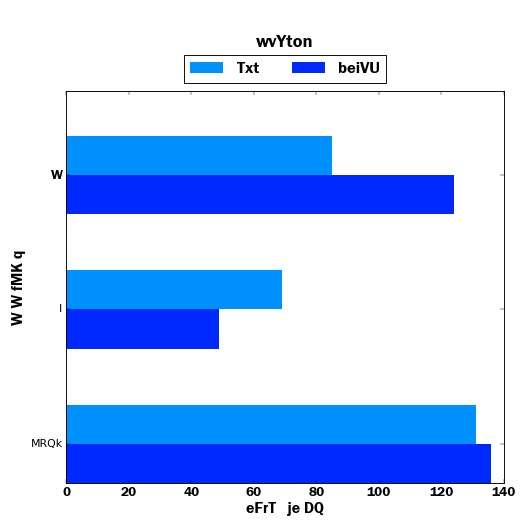 wvYton
Txt beiVU
W
I
MRQk
W W fMK q
0 20 40 60 80 100 120 140
eFrT je DQ